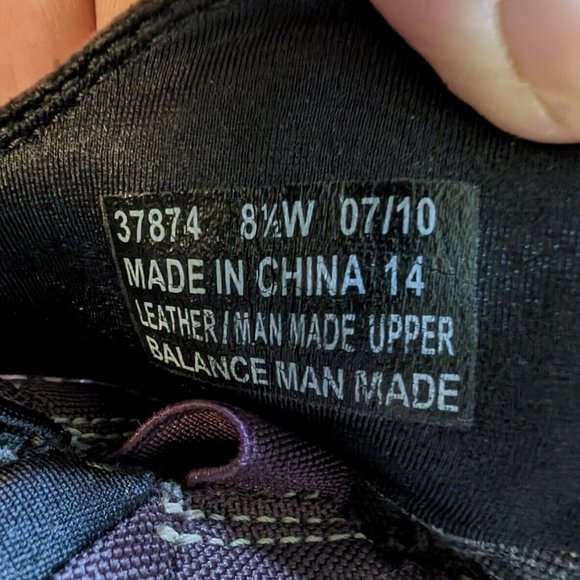 37874 8½W 07/10
MADE IN CHINA 14
LEATHER/MAN MADE UPPER
BALANCE MAN MADE